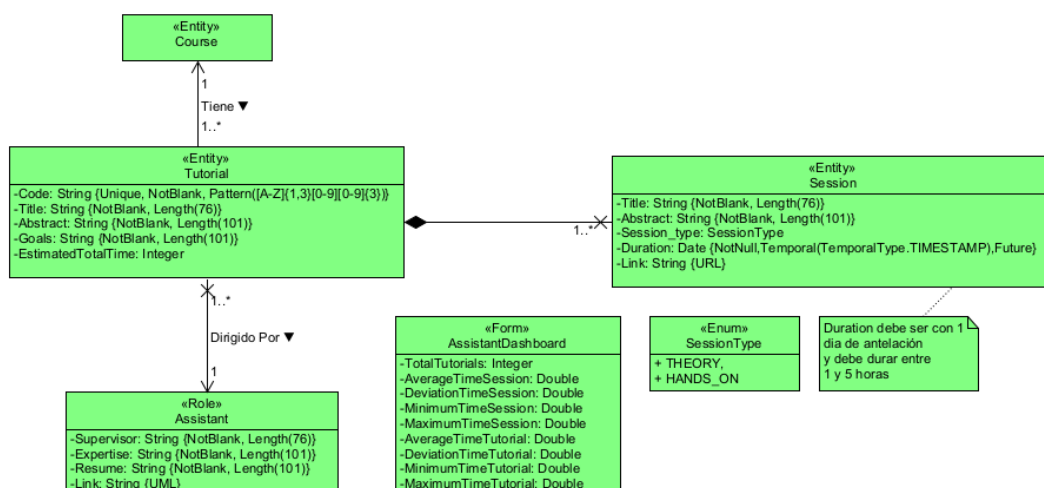 «Entity»
Course
1
Tiene ▼
1..*
«Entity»
Tutorial
-Code: String {Unique, NotBlank, Pattern([A-Z]{1,3}[0-9][0-9]{3})}
-Title: String {NotBlank, Length(76)}
-Abstract: String {NotBlank, Length(101)}
-Goals: String {NotBlank, Length(101)}
-EstimatedTotalTime: Integer
1..*
«Entity»
Session
-Title: String {NotBlank, Length(76)}
-Abstract: String {NotBlank, Length(101)}
-Session_type: SessionType
-Duration: Date {NotNull,Temporal(TemporalType.TIMESTAMP),Future}
-Link: String {URL}
1..*
Dirigido Por ▼
1
«Role»
Assistant
-Supervisor: String {NotBlank, Length(76)}
-Expertise: String {NotBlank, Length(101)}
-Resume: String {NotBlank, Length(101)}
-Link: String {UML}
«Form»
AssistantDashboard
-TotalTutorials: Integer
-AverageTimeSession: Double
-DeviationTimeSession: Double
-MinimumTimeSession: Double
-MaximumTimeSession: Double
-AverageTimeTutorial: Double
-DeviationTimeTutorial: Double
-MinimumTimeTutorial: Double
-MaximumTimeTutorial: Double
«Enum»
SessionType
+ THEORY,
+ HANDS_ON
Duration debe ser con 1
dia de antelación
y debe durar entre
1 y 5 horas